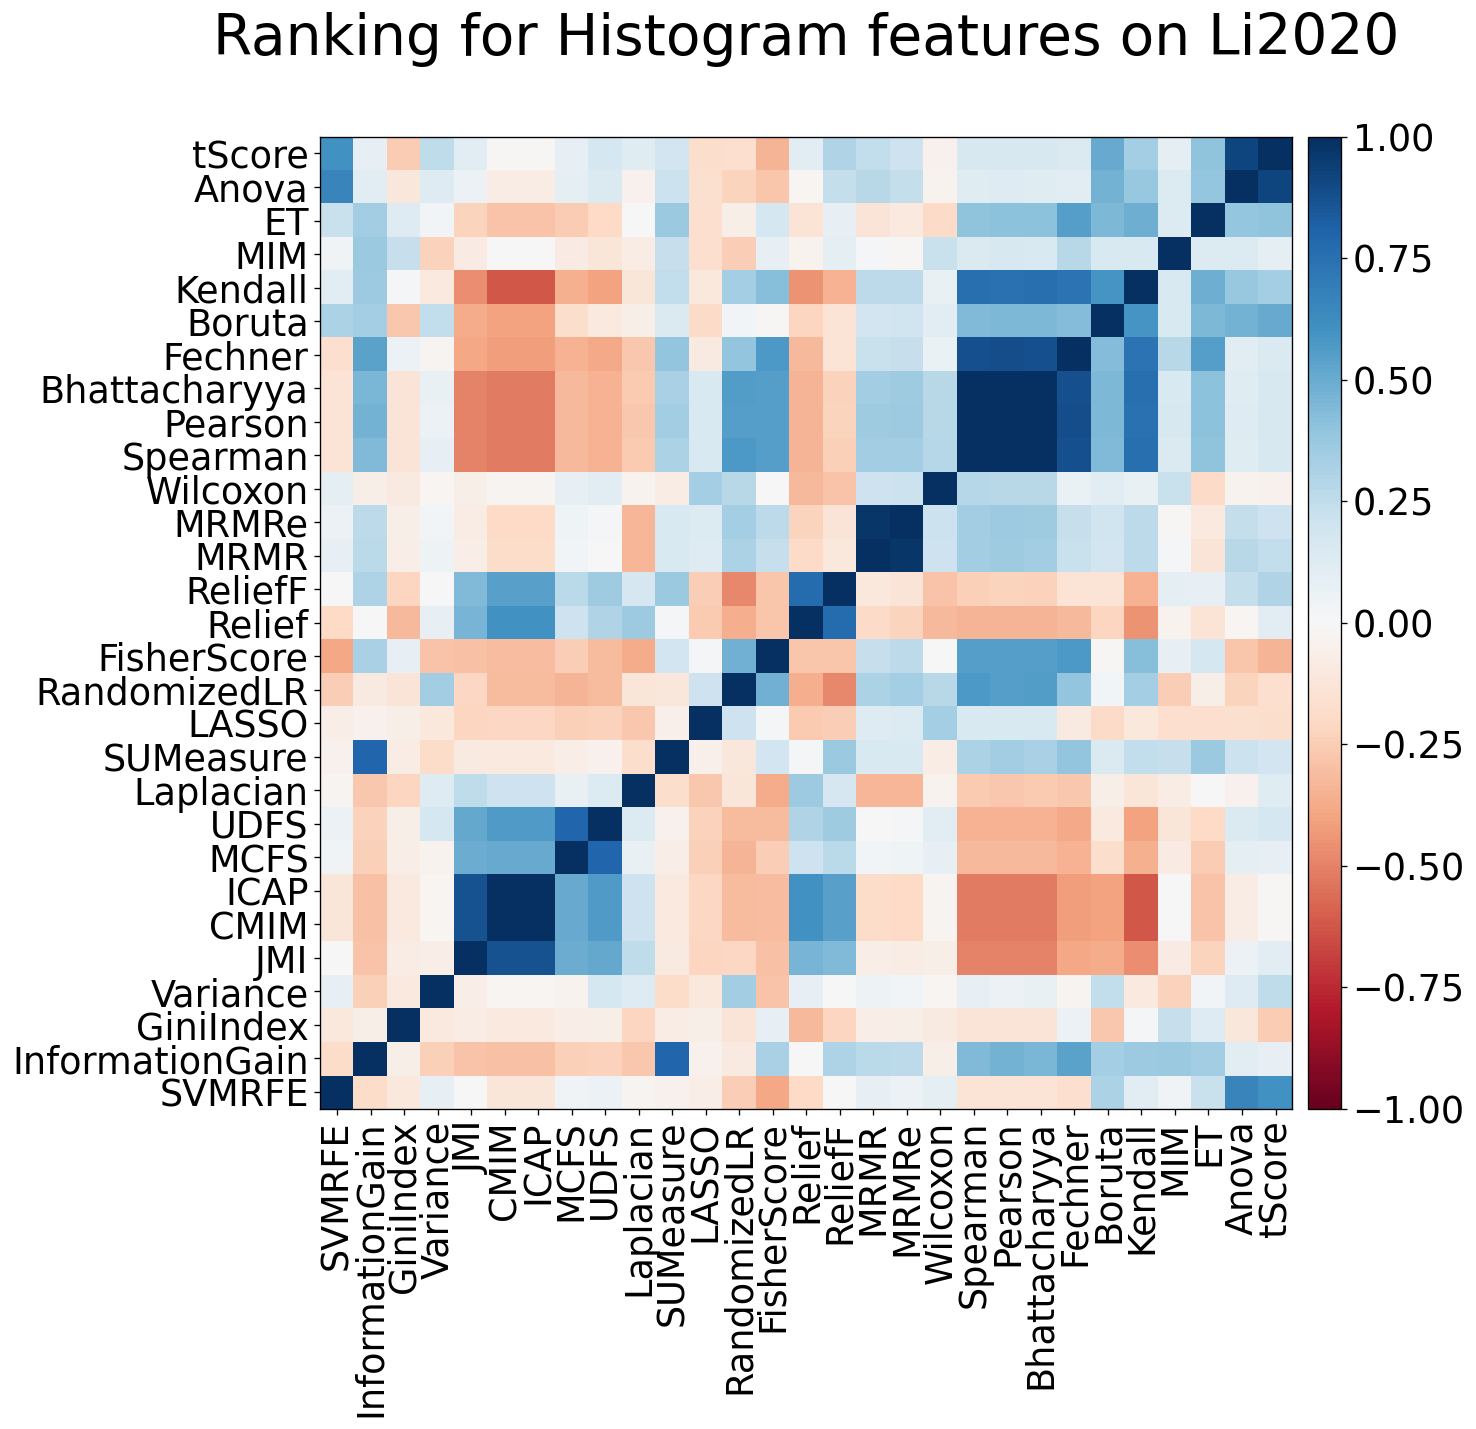 Ranking for Histogram features on Li2020
tScore
Anova
ET
MIM
Kendall
Boruta
Fechner
Bhattacharyya
Pearson
Spearman
Wilcoxon
MRMRe
MRMR
ReliefF
Relief
FisherScore
RandomizedLR
LASSO
SUMeasure
Laplacian
UDFS
MCFS
ICAP
CMIM
JMI
Variance
GiniIndex
InformationGain
SVMRFE
SVMRFE
InformationGain
GiniIndex
Variance
JMI
CMIM
ICAP
MCFS
UDFS
Laplacian
SUMeasure
LASSO
RandomizedLR
FisherScore
Relief
ReliefF
MRMR
MRMRe
Wilcoxon
Spearman
Pearson
Bhattacharyya
Fechner
Boruta
Kendall
MIM
ET
Anova
tScore
1.00
0.75
0.50
0.25
0.00
−0.25
−0.50
−0.75
−1.00